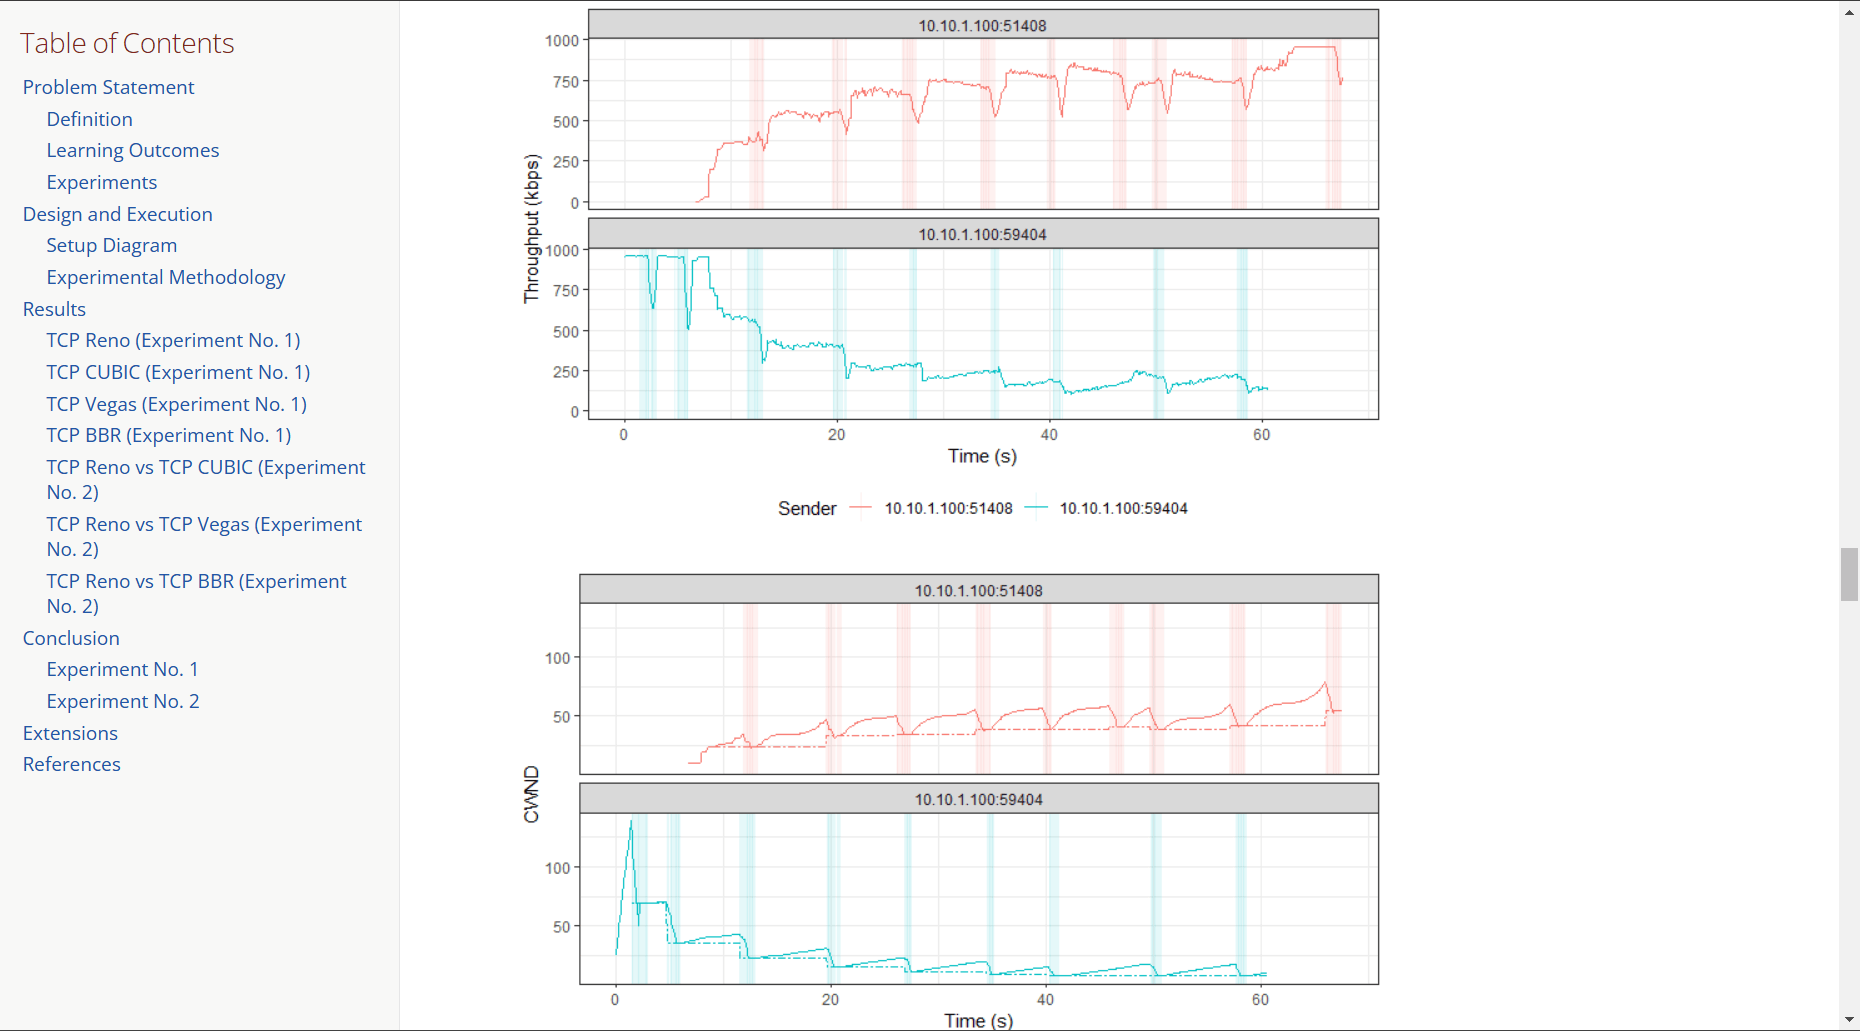 Table of Contents
Problem Statement
Definition
Learning Outcomes
Experiments
Design and Execution
Setup Diagram
Experimental Methodology
Results
TCP Reno (Experiment No. 1)
TCP CUBIC (Experiment No. 1)
TCP Vegas (Experiment No. 1)
TCP BBR (Experiment No. 1)
TCP Reno vs TCP CUBIC (Experiment
No. 2)
TCP Reno vs TCP Vegas (Experiment
No. 2)
TCP Reno vs TCP BBR (Experiment
No. 2)
Conclusion
Experiment No. 1
Experiment No. 2
Extensions
References
10.10.1.100:51408
1000
750
500
250
0
Throughput (kbps)
10.10.1.100:59404
1000
750
500
250
0
0 20 40 60
Time (s)
Sender 10.10.1.100:51408 10.10.1.100:59404
10.10.1.100:51408
100
50
CWND
10.10.1.100:59404
100
50
0 20 40 60
Time (s)